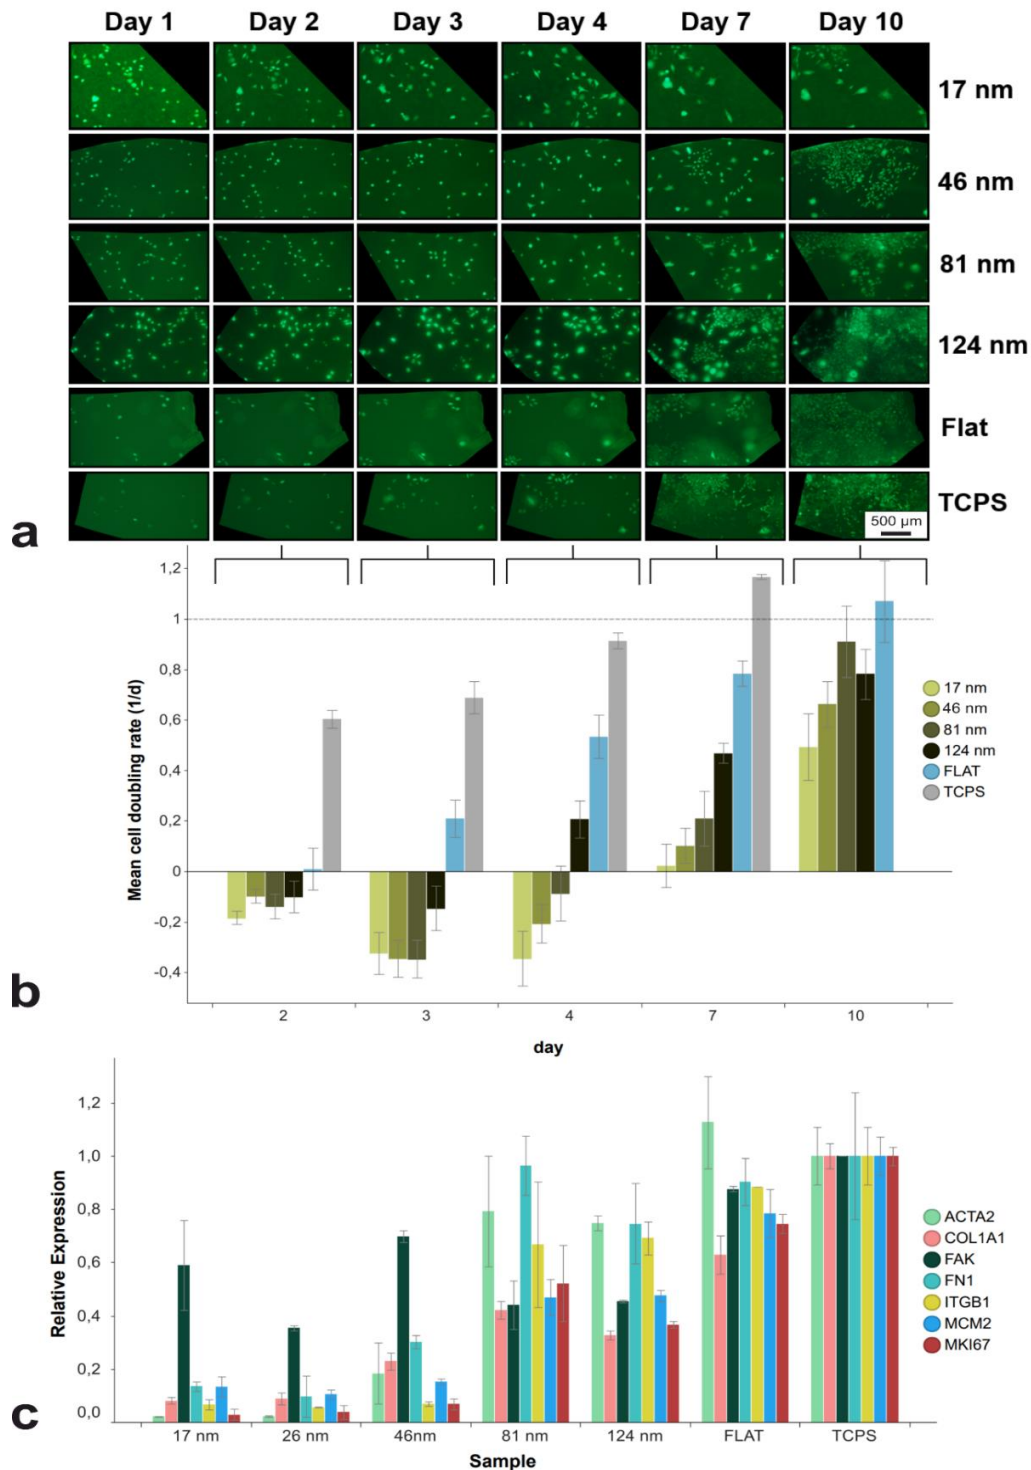 Day 1 Day 2 Day 3 Day 4 Day 7 Day 10
17 nm
46 nm
81 nm
124 nm
Flat
TCPS
500 µm
a
1,2
1
0,8
0,6
0,4
0,2
0
-0,2
-0,4
Mean cell doubling rate (1/d)
17 nm
46 nm
81 nm
124 nm
FLAT
TCPS
b
2 3 4 7 10
day
1,2
1,0
0,8
0,6
0,4
0,2
0,0
Relative Expression
ACTA2
COL1A1
FAK
FN1
ITGB1
MCM2
MKI67
c
17 nm 26 nm 46nm 81 nm 124 nm FLAT TCPS
Sample